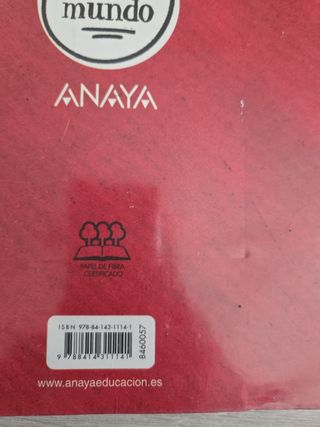 mundo
ANAYA
PAPEL DE FIBRA
CERTIFICADO
ISBN 978-84-143-1114-1
9 788414 311141
8460057
www.anayaeducacion.es